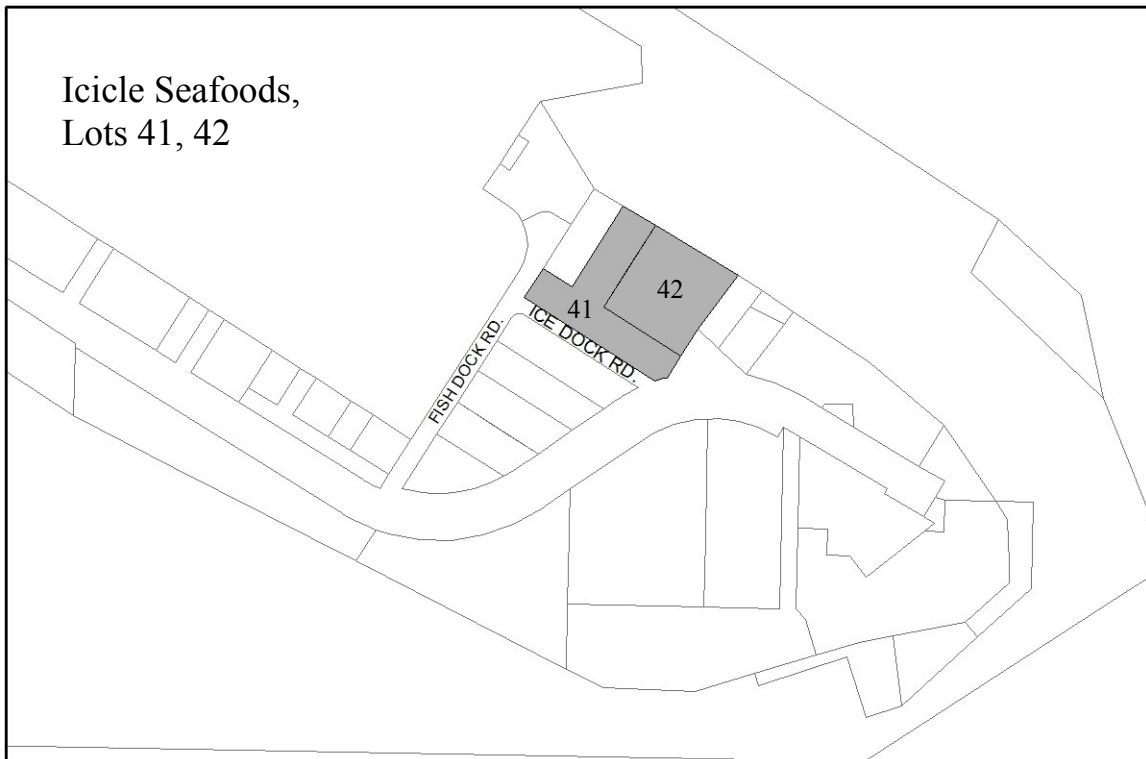 Icicle Seafoods,
Lots 41, 42
42
41
ICE DOCK RD.
FISH DOCK RD.